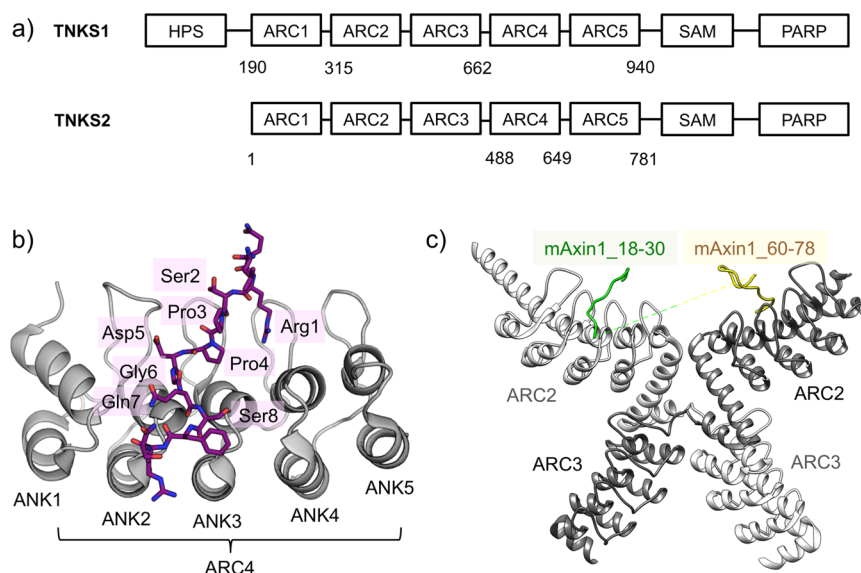 a) TNKS1 HPS ARC1 ARC2 ARC3 ARC4 ARC5 SAM PARP
190 315 662 940
TNKS2 ARC1 ARC2 ARC3 ARC4 ARC5 SAM PARP
1 488 649 781
b)
Ser2
Pro3
Asp5 Arg1
Gly6 Pro4
Gln7 Ser8
ANK1 ANK2 ANK3 ANK4 ANK5
ARC4
c) mAxin1_18-30 mAxin1_60-78
ARC2 ARC2
ARC3 ARC3